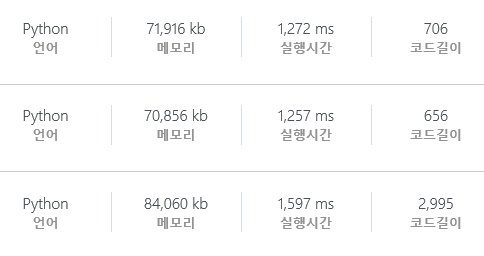 Python 71,916 kb 1,272 ms 706
언어 메모리 실행시간 코드길이
Python 70,856 kb 1,257 ms 656
언어 메모리 실행시간 코드길이
Python 84,060 kb 1,597 ms 2,995
언어 메모리 실행시간 코드길이